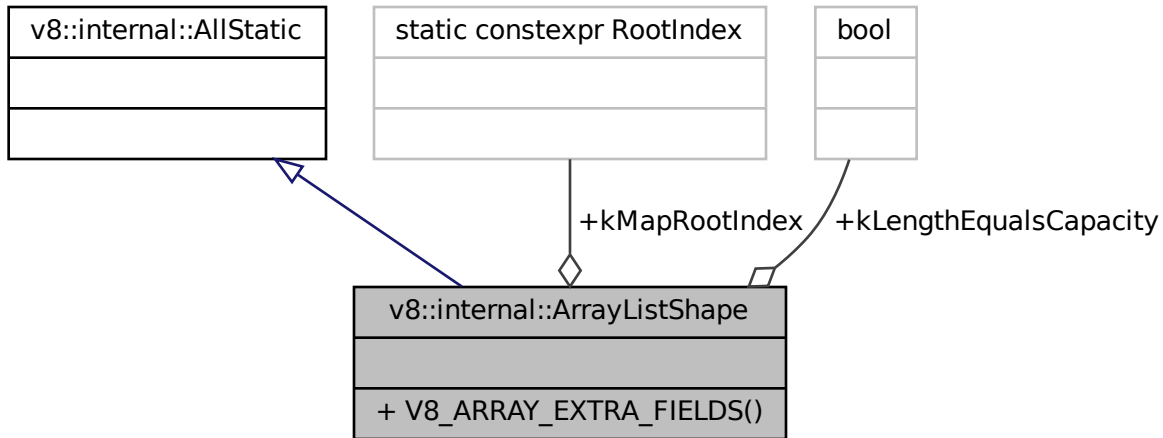 v8::internal::AllStatic
static constexpr RootIndex
bool
+kMapRootIndex
+kLengthEqualsCapacity
v8::internal::ArrayListShape
+ V8_ARRAY_EXTRA_FIELDS()